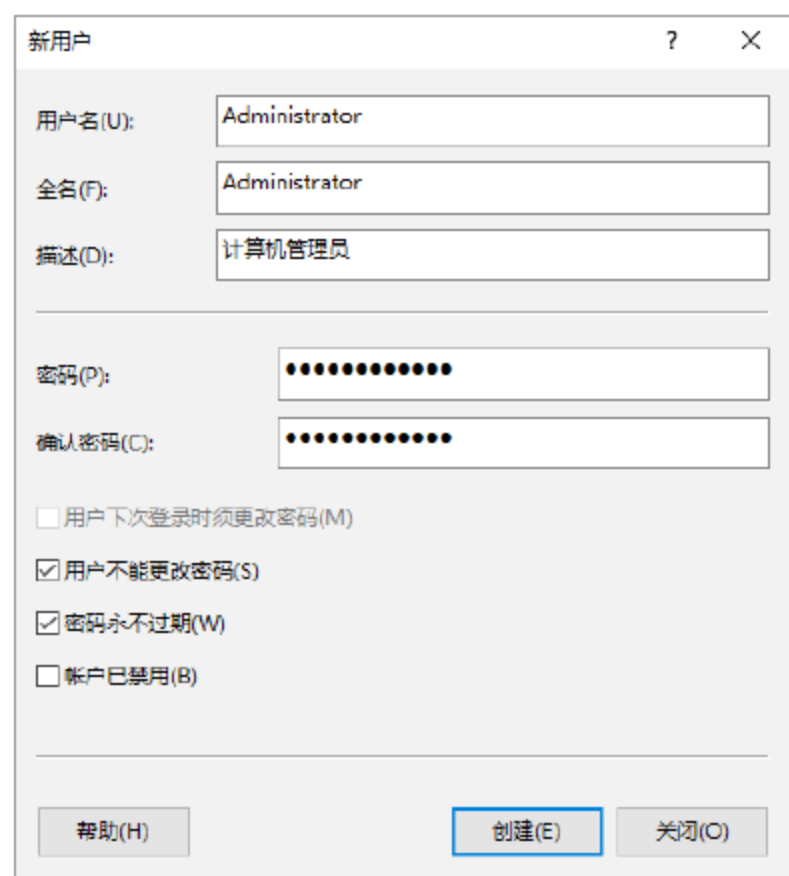 新用户 ? ×
用户名(U): Administrator
全名(F): Administrator
描述(D): 计算机管理员
密码(P): ●●●●●●●●●●●●
确认密码(C): ●●●●●●●●●●●●
用户下次登录时须更改密码(M)
用户不能更改密码(S)
密码永不过期(W)
帐户已禁用(B)
帮助(H) 创建(E) 关闭(O)